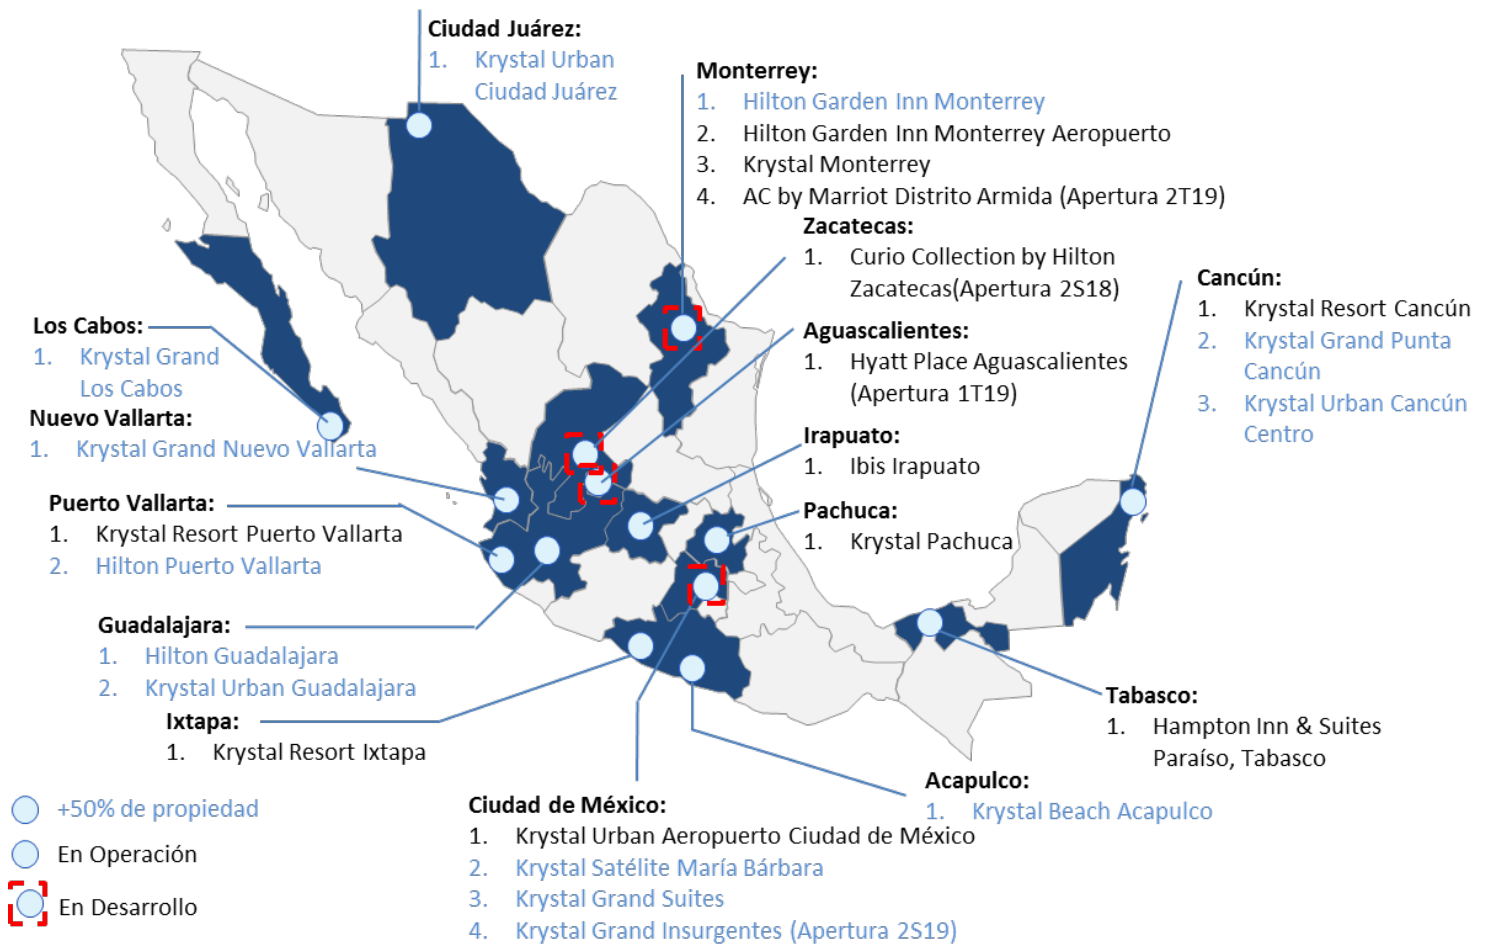 Ciudad Juárez:
1. Krystal Urban
Ciudad Juárez
Monterrey:
1. Hilton Garden Inn Monterrey
2. Hilton Garden Inn Monterrey Aeropuerto
3. Krystal Monterrey
4. AC by Marriot Distrito Armida (Apertura 2T19)
Zacatecas:
1. Curio Collection by Hilton
Zacatecas(Apertura 2S18)
Cancún:
1. Krystal Resort Cancún
2. Krystal Grand Punta
Cancún
3. Krystal Urban Cancún
Centro
Los Cabos:
1. Krystal Grand
Los Cabos
Aguascalientes:
1. Hyatt Place Aguascalientes
(Apertura 1T19)
Nuevo Vallarta:
1. Krystal Grand Nuevo Vallarta
Irapuato:
1. Ibis Irapuato
Puerto Vallarta:
1. Krystal Resort Puerto Vallarta
2. Hilton Puerto Vallarta
Pachuca:
1. Krystal Pachuca
Guadalajara:
1. Hilton Guadalajara
2. Krystal Urban Guadalajara
Ixtapa:
1. Krystal Resort Ixtapa
Tabasco:
1. Hampton Inn & Suites
Paraíso, Tabasco
Acapulco:
1. Krystal Beach Acapulco
Ciudad de México:
1. Krystal Urban Aeropuerto Ciudad de México
2. Krystal Satélite María Bárbara
3. Krystal Grand Suites
4. Krystal Grand Insurgentes (Apertura 2S19)
+50% de propiedad
En Operación
En Desarrollo